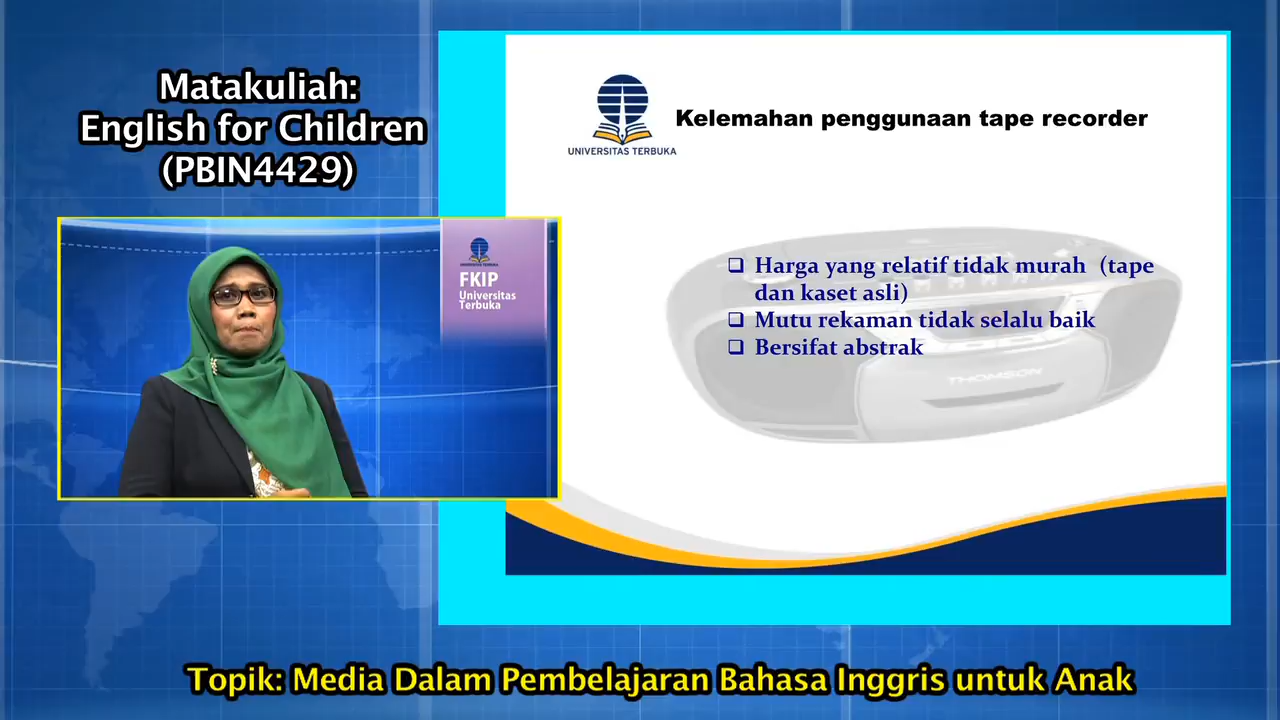 Matakuliah:
English for Children
(PBIN4429)
UNIVERSITAS TERBUKA
Kelemahan penggunaan tape recorder
Harga yang relatif tidak murah (tape
dan kaset asli)
Mutu rekaman tidak selalu baik
Bersifat abstrak
THOMSON
FKIP
Universitas
Terbuka
Topik: Media Dalam Pembelajaran Bahasa Inggris untuk Anak